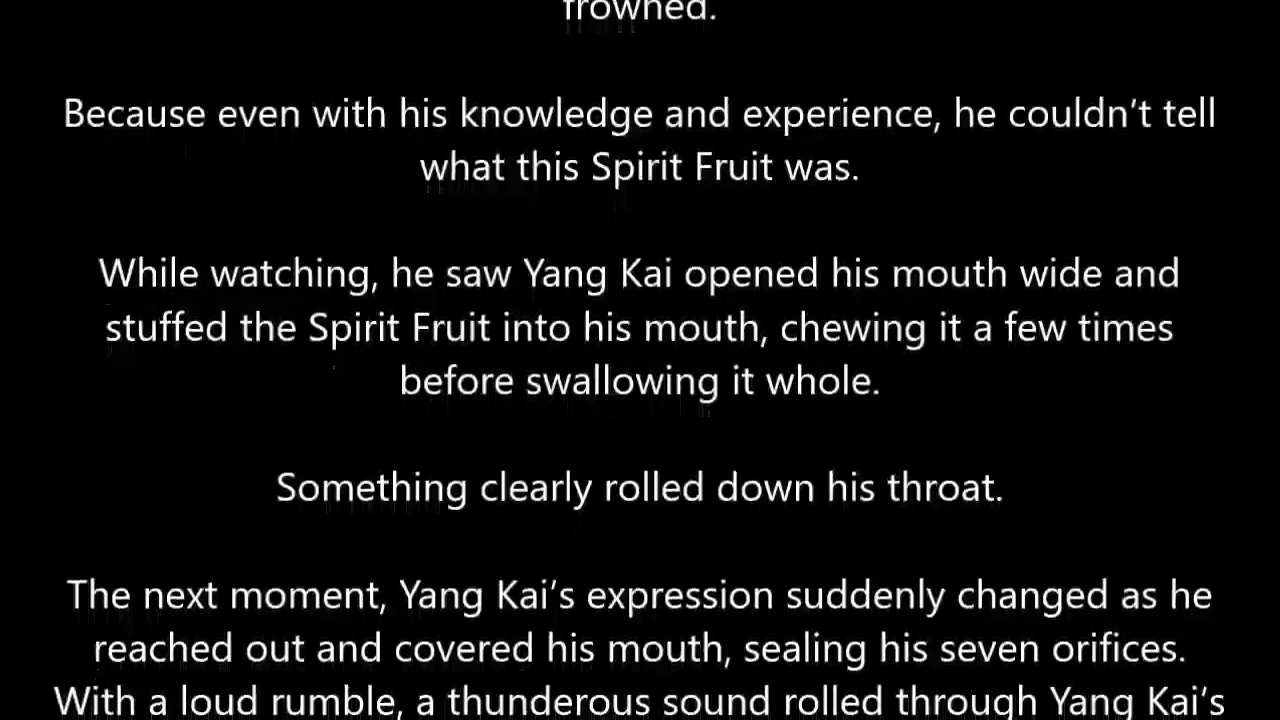 frowned.
Because even with his knowledge and experience, he couldn’t tell
what this Spirit Fruit was.
While watching, he saw Yang Kai opened his mouth wide and
stuffed the Spirit Fruit into his mouth, chewing it a few times
before swallowing it whole.
Something clearly rolled down his throat.
The next moment, Yang Kai’s expression suddenly changed as he
reached out and covered his mouth, sealing his seven orifices.
With a loud rumble, a thunderous sound rolled through Yang Kai’s